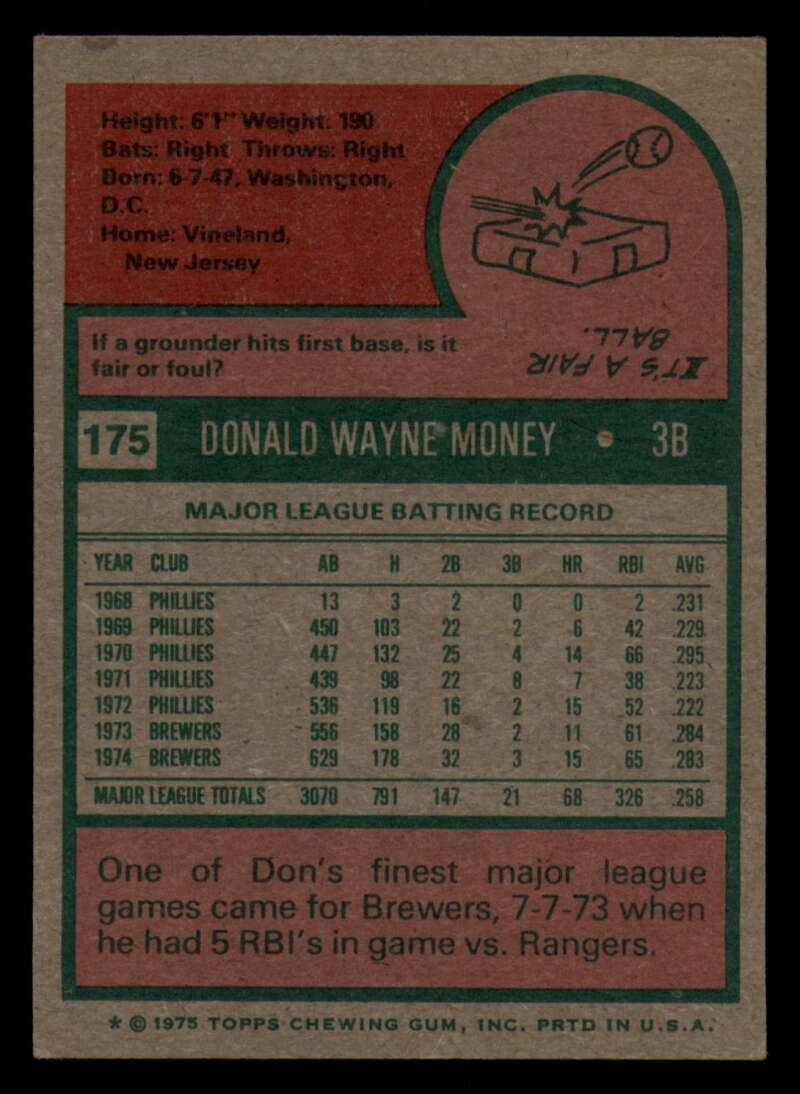 Height: 6'1" Weight: 190
Bats: Right Throws: Right
Born: 6-7-47, Washington,
D.C.
Home: Vineland,
New Jersey
If a grounder hits first base, is it
fair or foul?
IT'S A FAIR
BALL.
175 DONALD WAYNE MONEY • 3B
MAJOR LEAGUE BATTING RECORD
YEAR CLUB AB H 2B 3B HR RBI AVG
1968 PHILLIES 13 3 2 0 0 2 .231
1969 PHILLIES 450 103 22 2 6 42 .229
1970 PHILLIES 447 132 25 4 14 66 .295
1971 PHILLIES 439 98 22 8 7 38 .223
1972 PHILLIES 536 119 16 2 15 52 .222
1973 BREWERS 556 158 28 2 11 61 .284
1974 BREWERS 629 178 32 3 15 65 .283
MAJOR LEAGUE TOTALS 3070 791 147 21 68 326 .258
One of Don's finest major league
games came for Brewers, 7-7-73 when
he had 5 RBI's in game vs. Rangers.
* © 1975 TOPPS CHEWING GUM, INC. PRTD IN U.S.A.